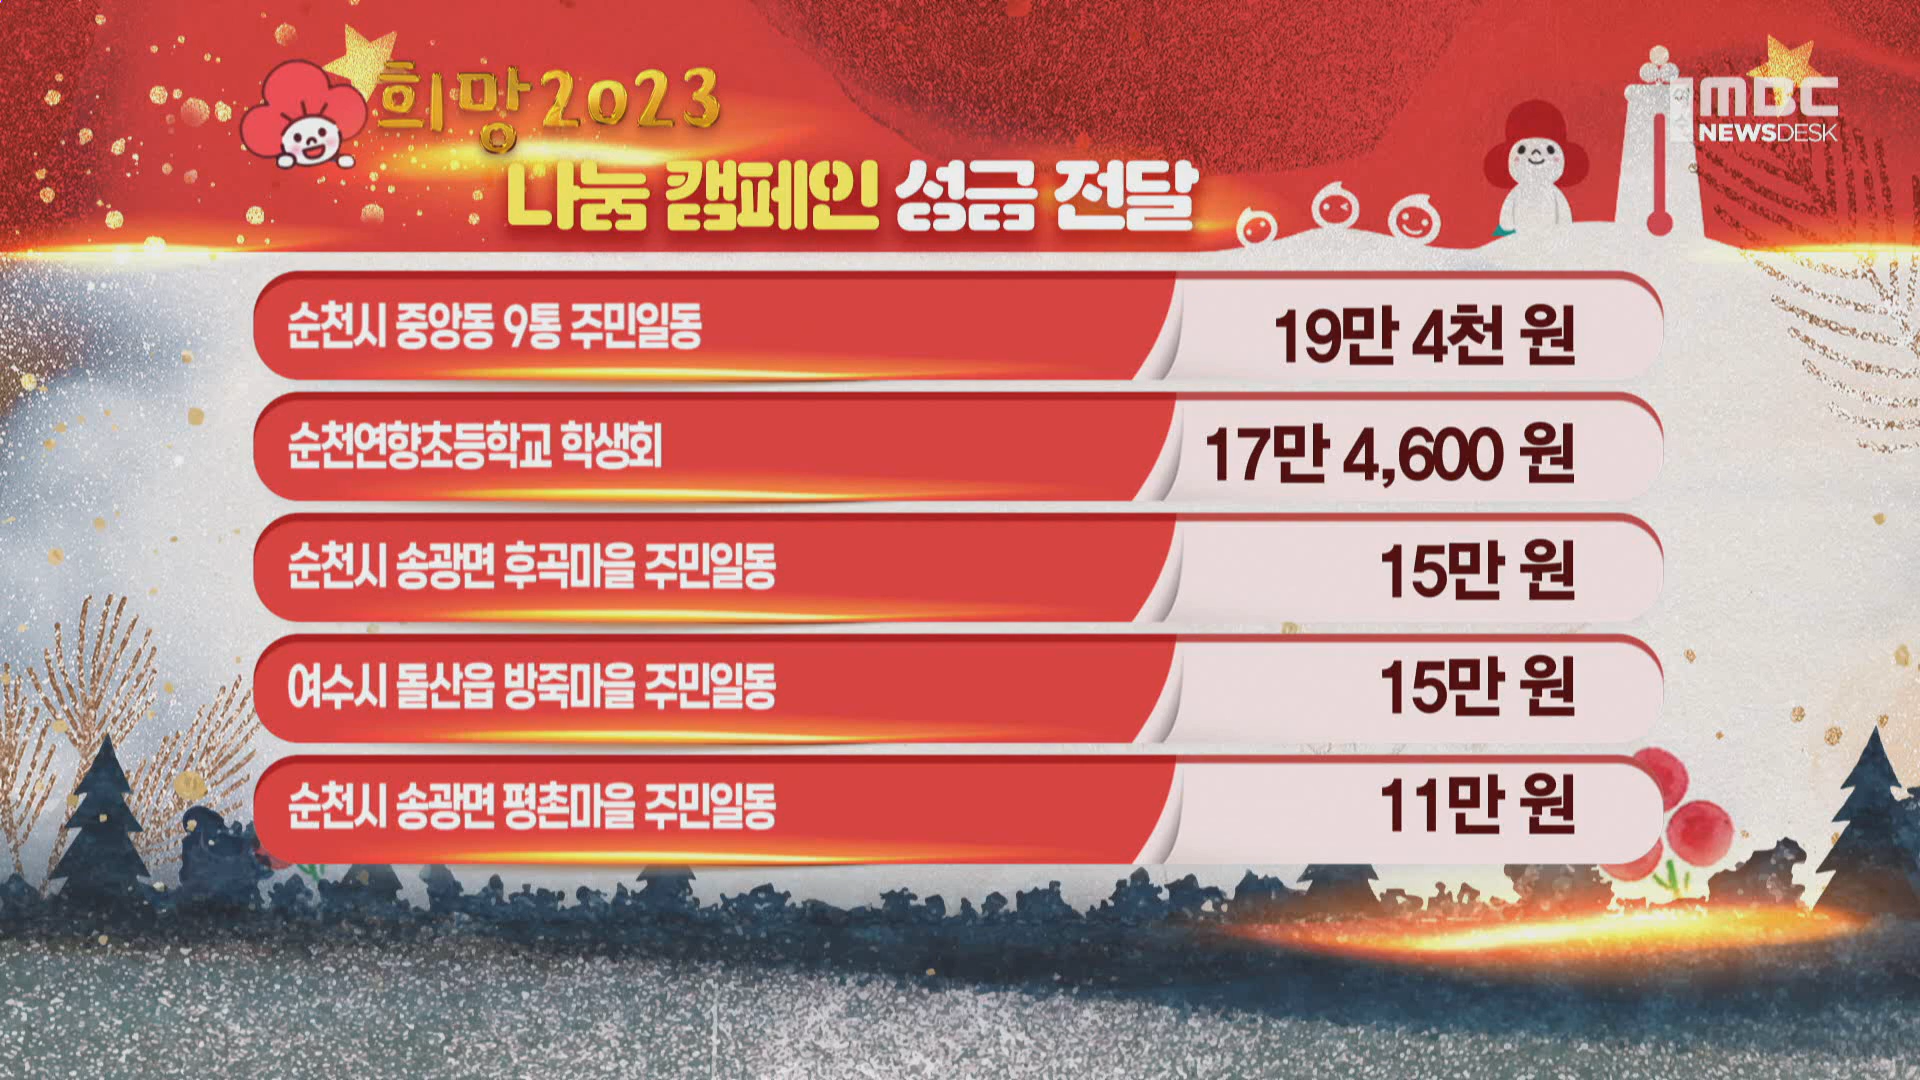 희망2023
나눔 캠페인 성금 전달
MBC
NEWSDESK
순천시 중앙동 9통 주민일동 19만 4천 원
순천연향초등학교 학생회 17만 4,600 원
순천시 송광면 후곡마을 주민일동 15만 원
여수시 돌산읍 방죽마을 주민일동 15만 원
순천시 송광면 평촌마을 주민일동 11만 원